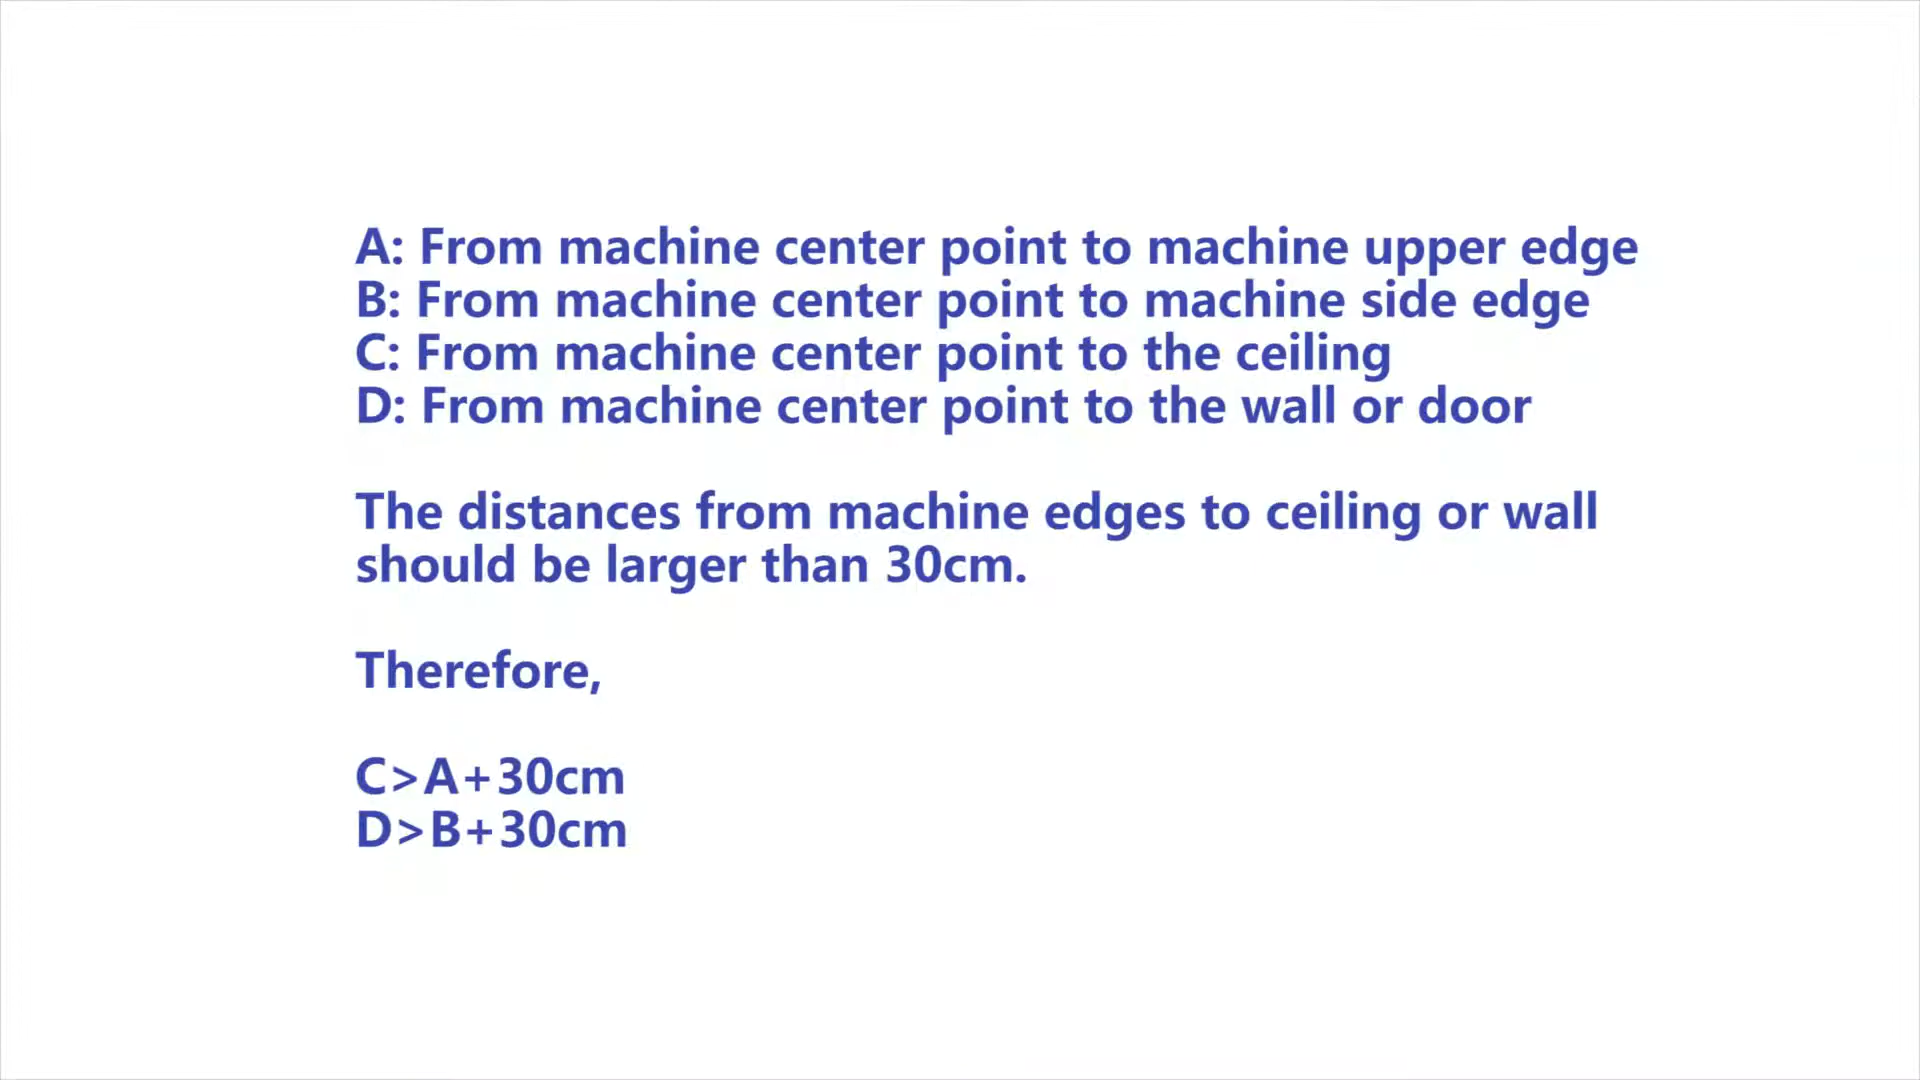 A: From machine center point to machine upper edge
B: From machine center point to machine side edge
C: From machine center point to the ceiling
D: From machine center point to the wall or door
The distances from machine edges to ceiling or wall
should be larger than 30cm.
Therefore,
C>A+30cm
D>B+30cm